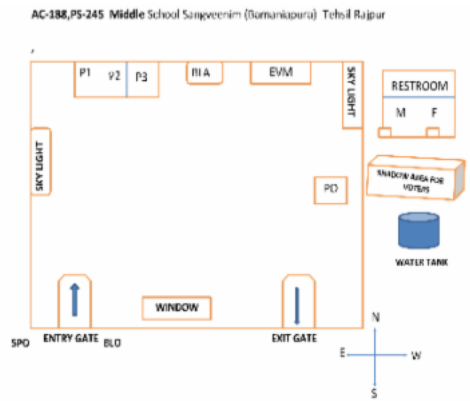 AC-188,PS-245 Middle School Sangveenim (Bamaniapura) Tehsil Rajpur
,
P1 P2 P3 BLA EVM
SKY LIGHT
RESTROOM
M F
SKY LIGHT
SHADOW AREA FOR
VOTERS
PO
WATER TANK
WINDOW
SPO ENTRY GATE BLO EXIT GATE
N
E W
S